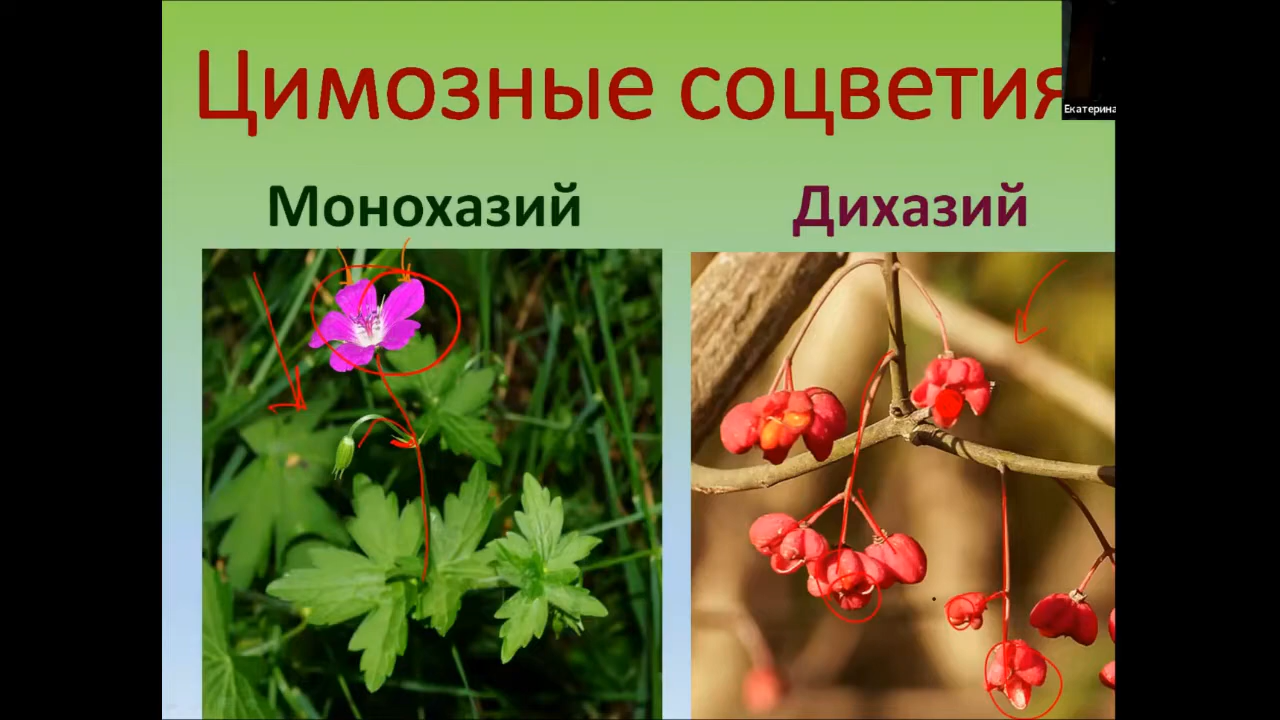 Цимозные соцветия
Екатерина
Монохазий
Дихазий